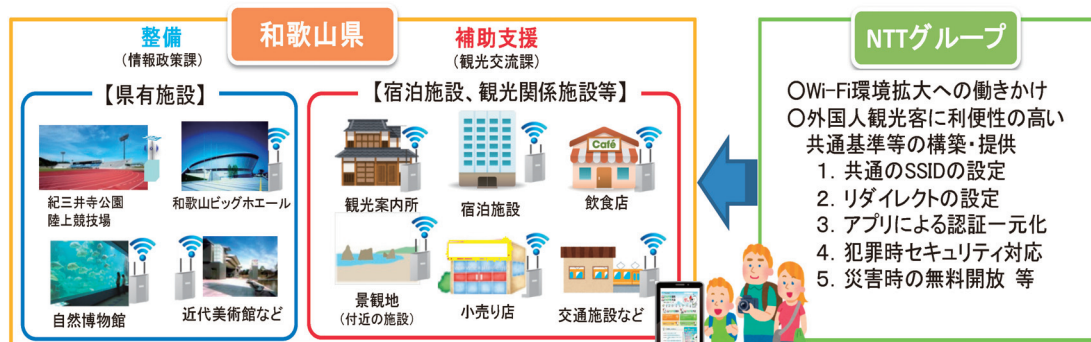 和歌山県
整備
(情報政策課)
補助支援
(観光交流課)
【県有施設】
紀三井寺公園
陸上競技場
和歌山ビッグホエール
自然博物館
近代美術館など
【宿泊施設、観光関係施設等】
観光案内所
宿泊施設
Café
飲食店
景観地
(付近の施設)
小売り店
交通施設など
NTTグループ
○Wi-Fi環境拡大への働きかけ
○外国人観光客に利便性の高い
共通基準等の構築・提供
1. 共通のSSIDの設定
2. リダイレクトの設定
3. アプリによる認証一元化
4. 犯罪時セキュリティ対応
5. 災害時の無料開放 等